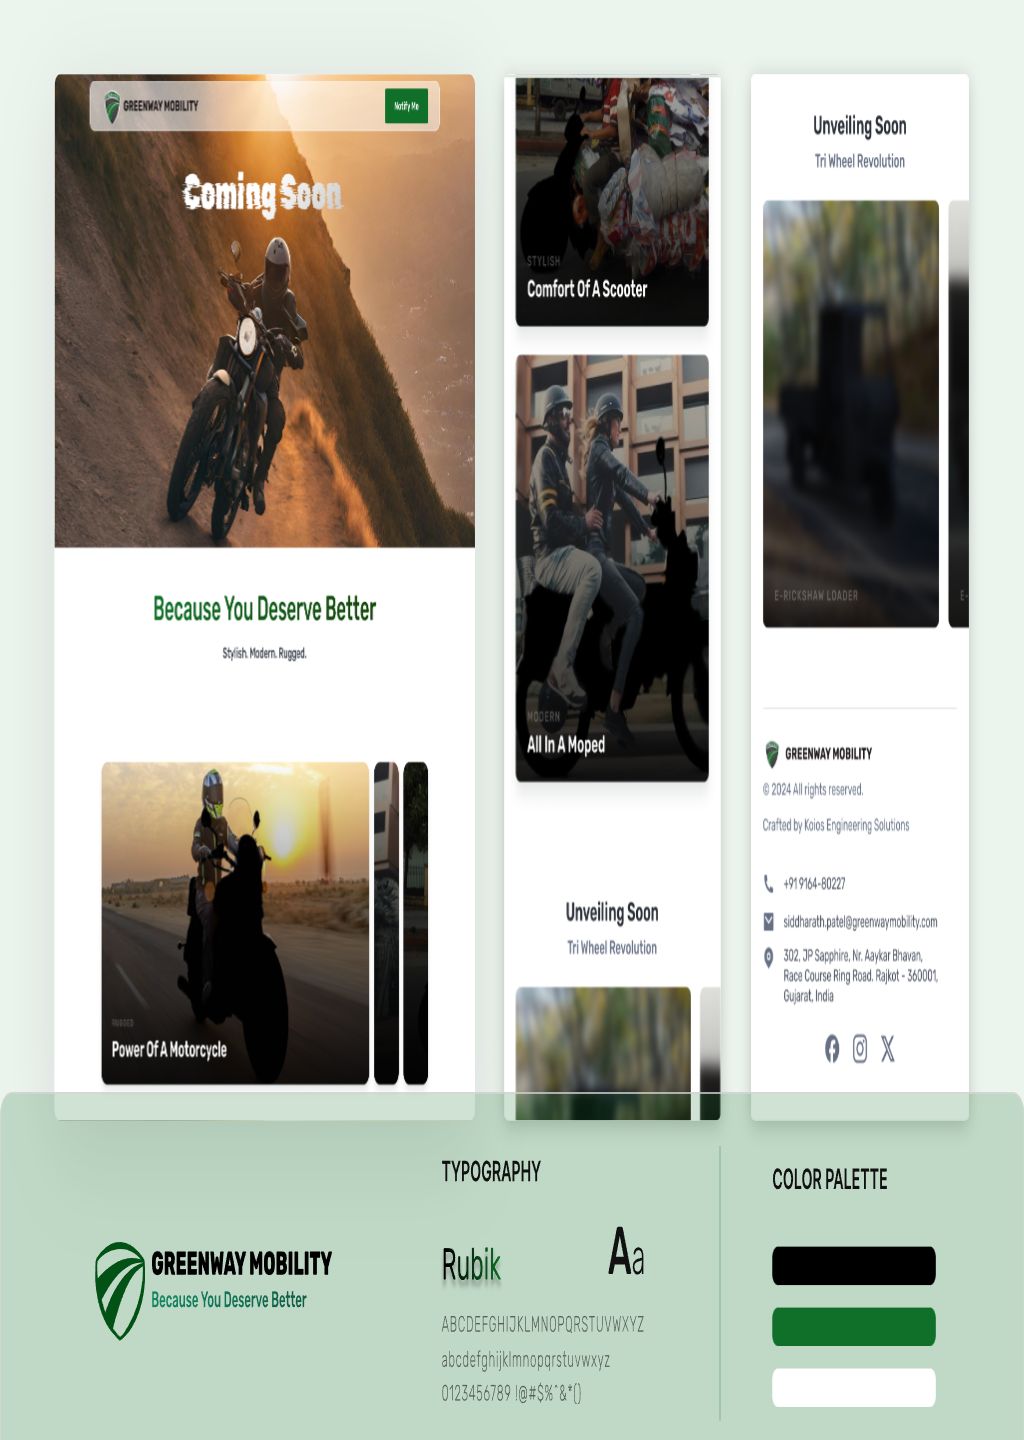 GREENWAY MOBILITY
Notify Me
Coming Soon
Because You Deserve Better
Stylish. Modern. Rugged.
RUGGED
Power Of A Motorcycle
STYLISH
Comfort Of A Scooter
MODERN
All In A Moped
Unveiling Soon
Tri Wheel Revolution
Unveiling Soon
Tri Wheel Revolution
E-RICKSHAW LOADER
E-
GREENWAY MOBILITY
© 2024 All rights reserved.
Crafted by Koios Engineering Solutions
+91 9164-80227
siddharath.patel@greenwaymobility.com
302, JP Sapphire, Nr. Aaykar Bhavan,
Race Course Ring Road. Rajkot - 360001,
Gujarat, India
GREENWAY MOBILITY
Because You Deserve Better
TYPOGRAPHY
Rubik
Aa
ABCDEFGHIJKLMNOPQRSTUVWXYZ
abcdefghijklmnopqrstuvwxyz
0123456789 !@#$%^&*()
COLOR PALETTE